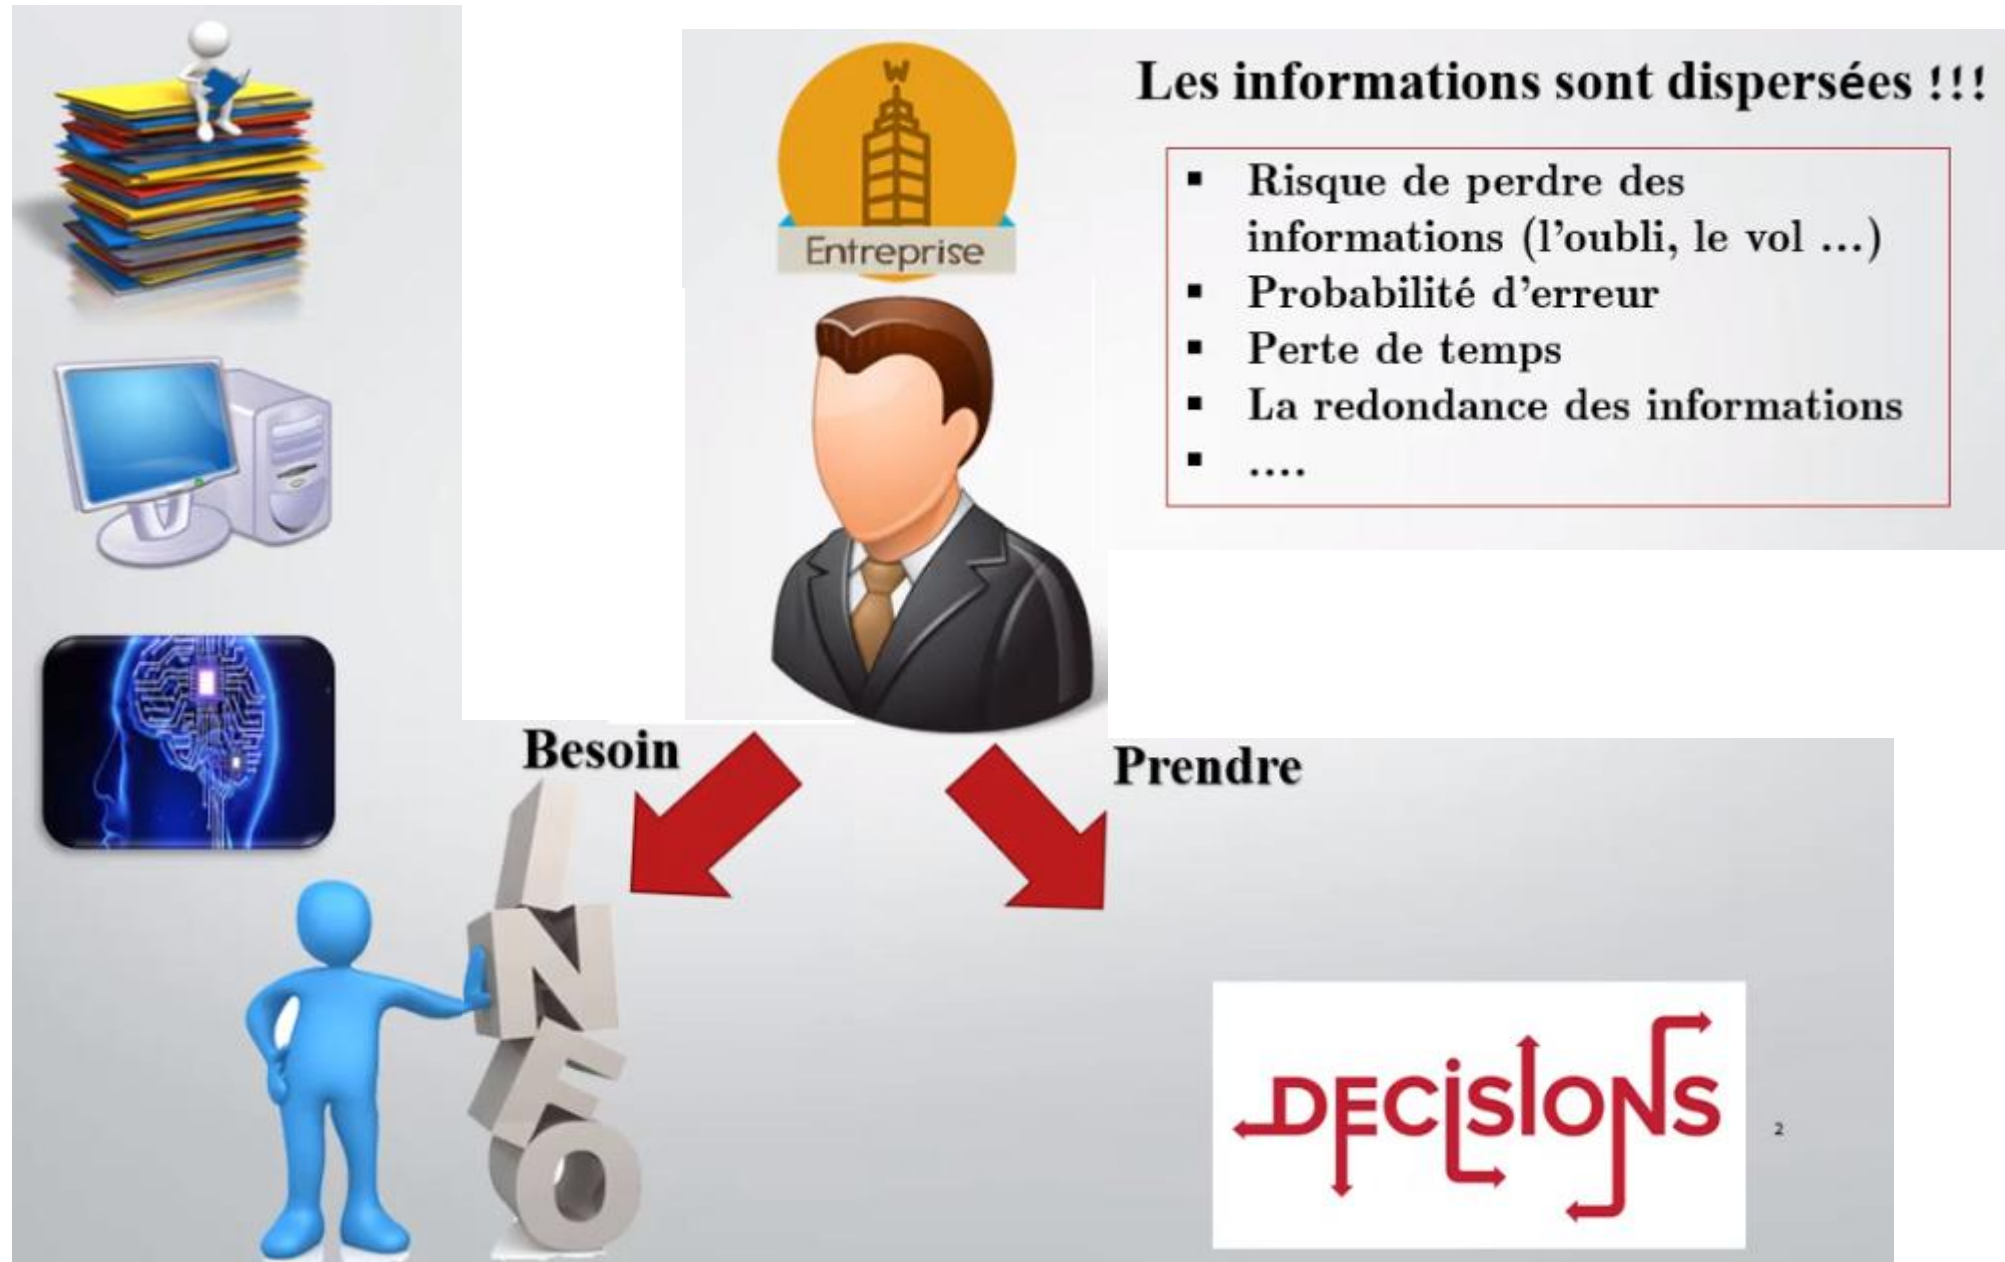 W
Entreprise
Les informations sont dispersées !!!
▪ Risque de perdre des
informations (l'oubli, le vol ...)
▪ Probabilité d'erreur
▪ Perte de temps
▪ La redondance des informations
▪ ....
Besoin
Prendre
INFO
DECISIONS
2